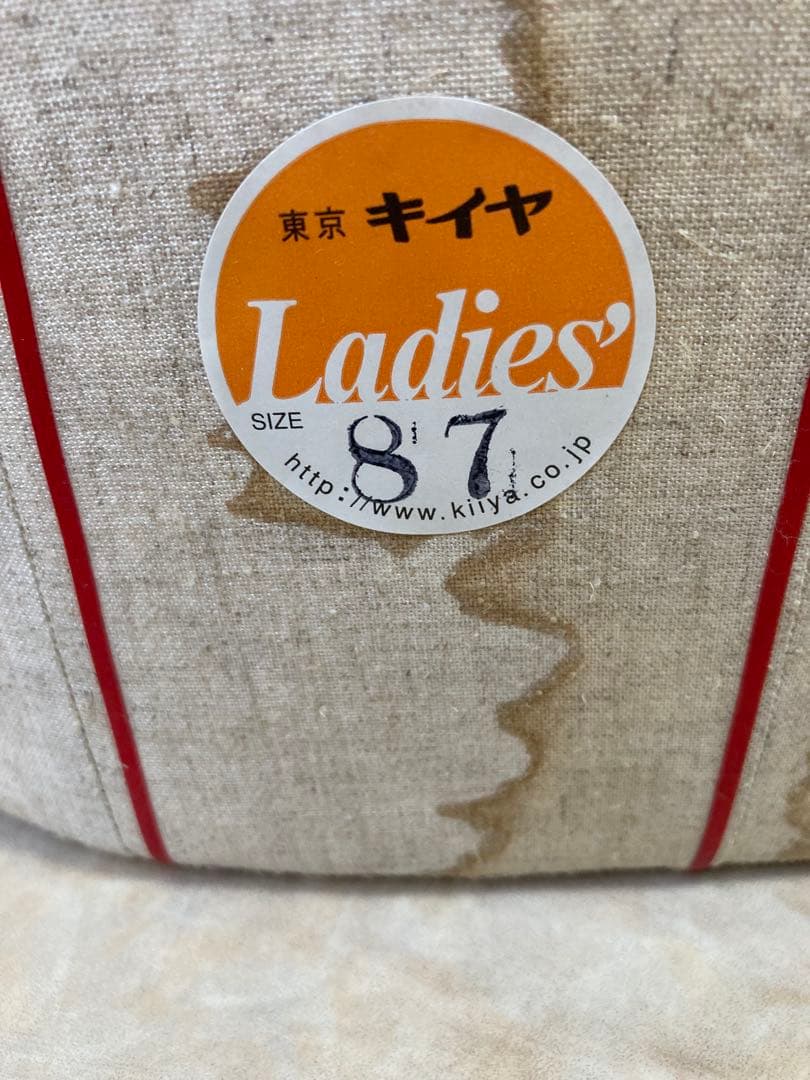 東京 キイヤ
Ladies'
SIZE 87
http://www.kiiya.co.jp